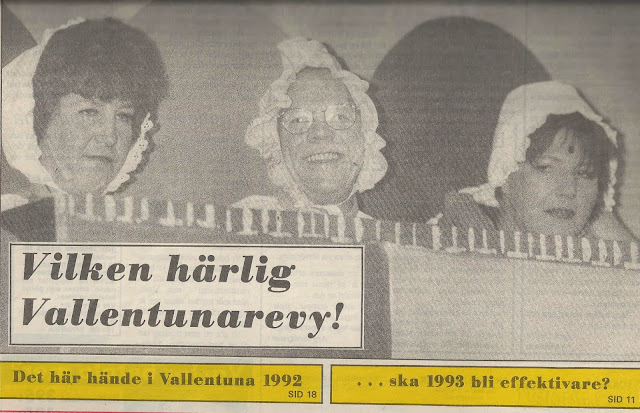 Vilken härlig
Vallentunarevy!
Det här hände i Vallentuna 1992
SID 18
... ska 1993 bli effektivare?
SID 11